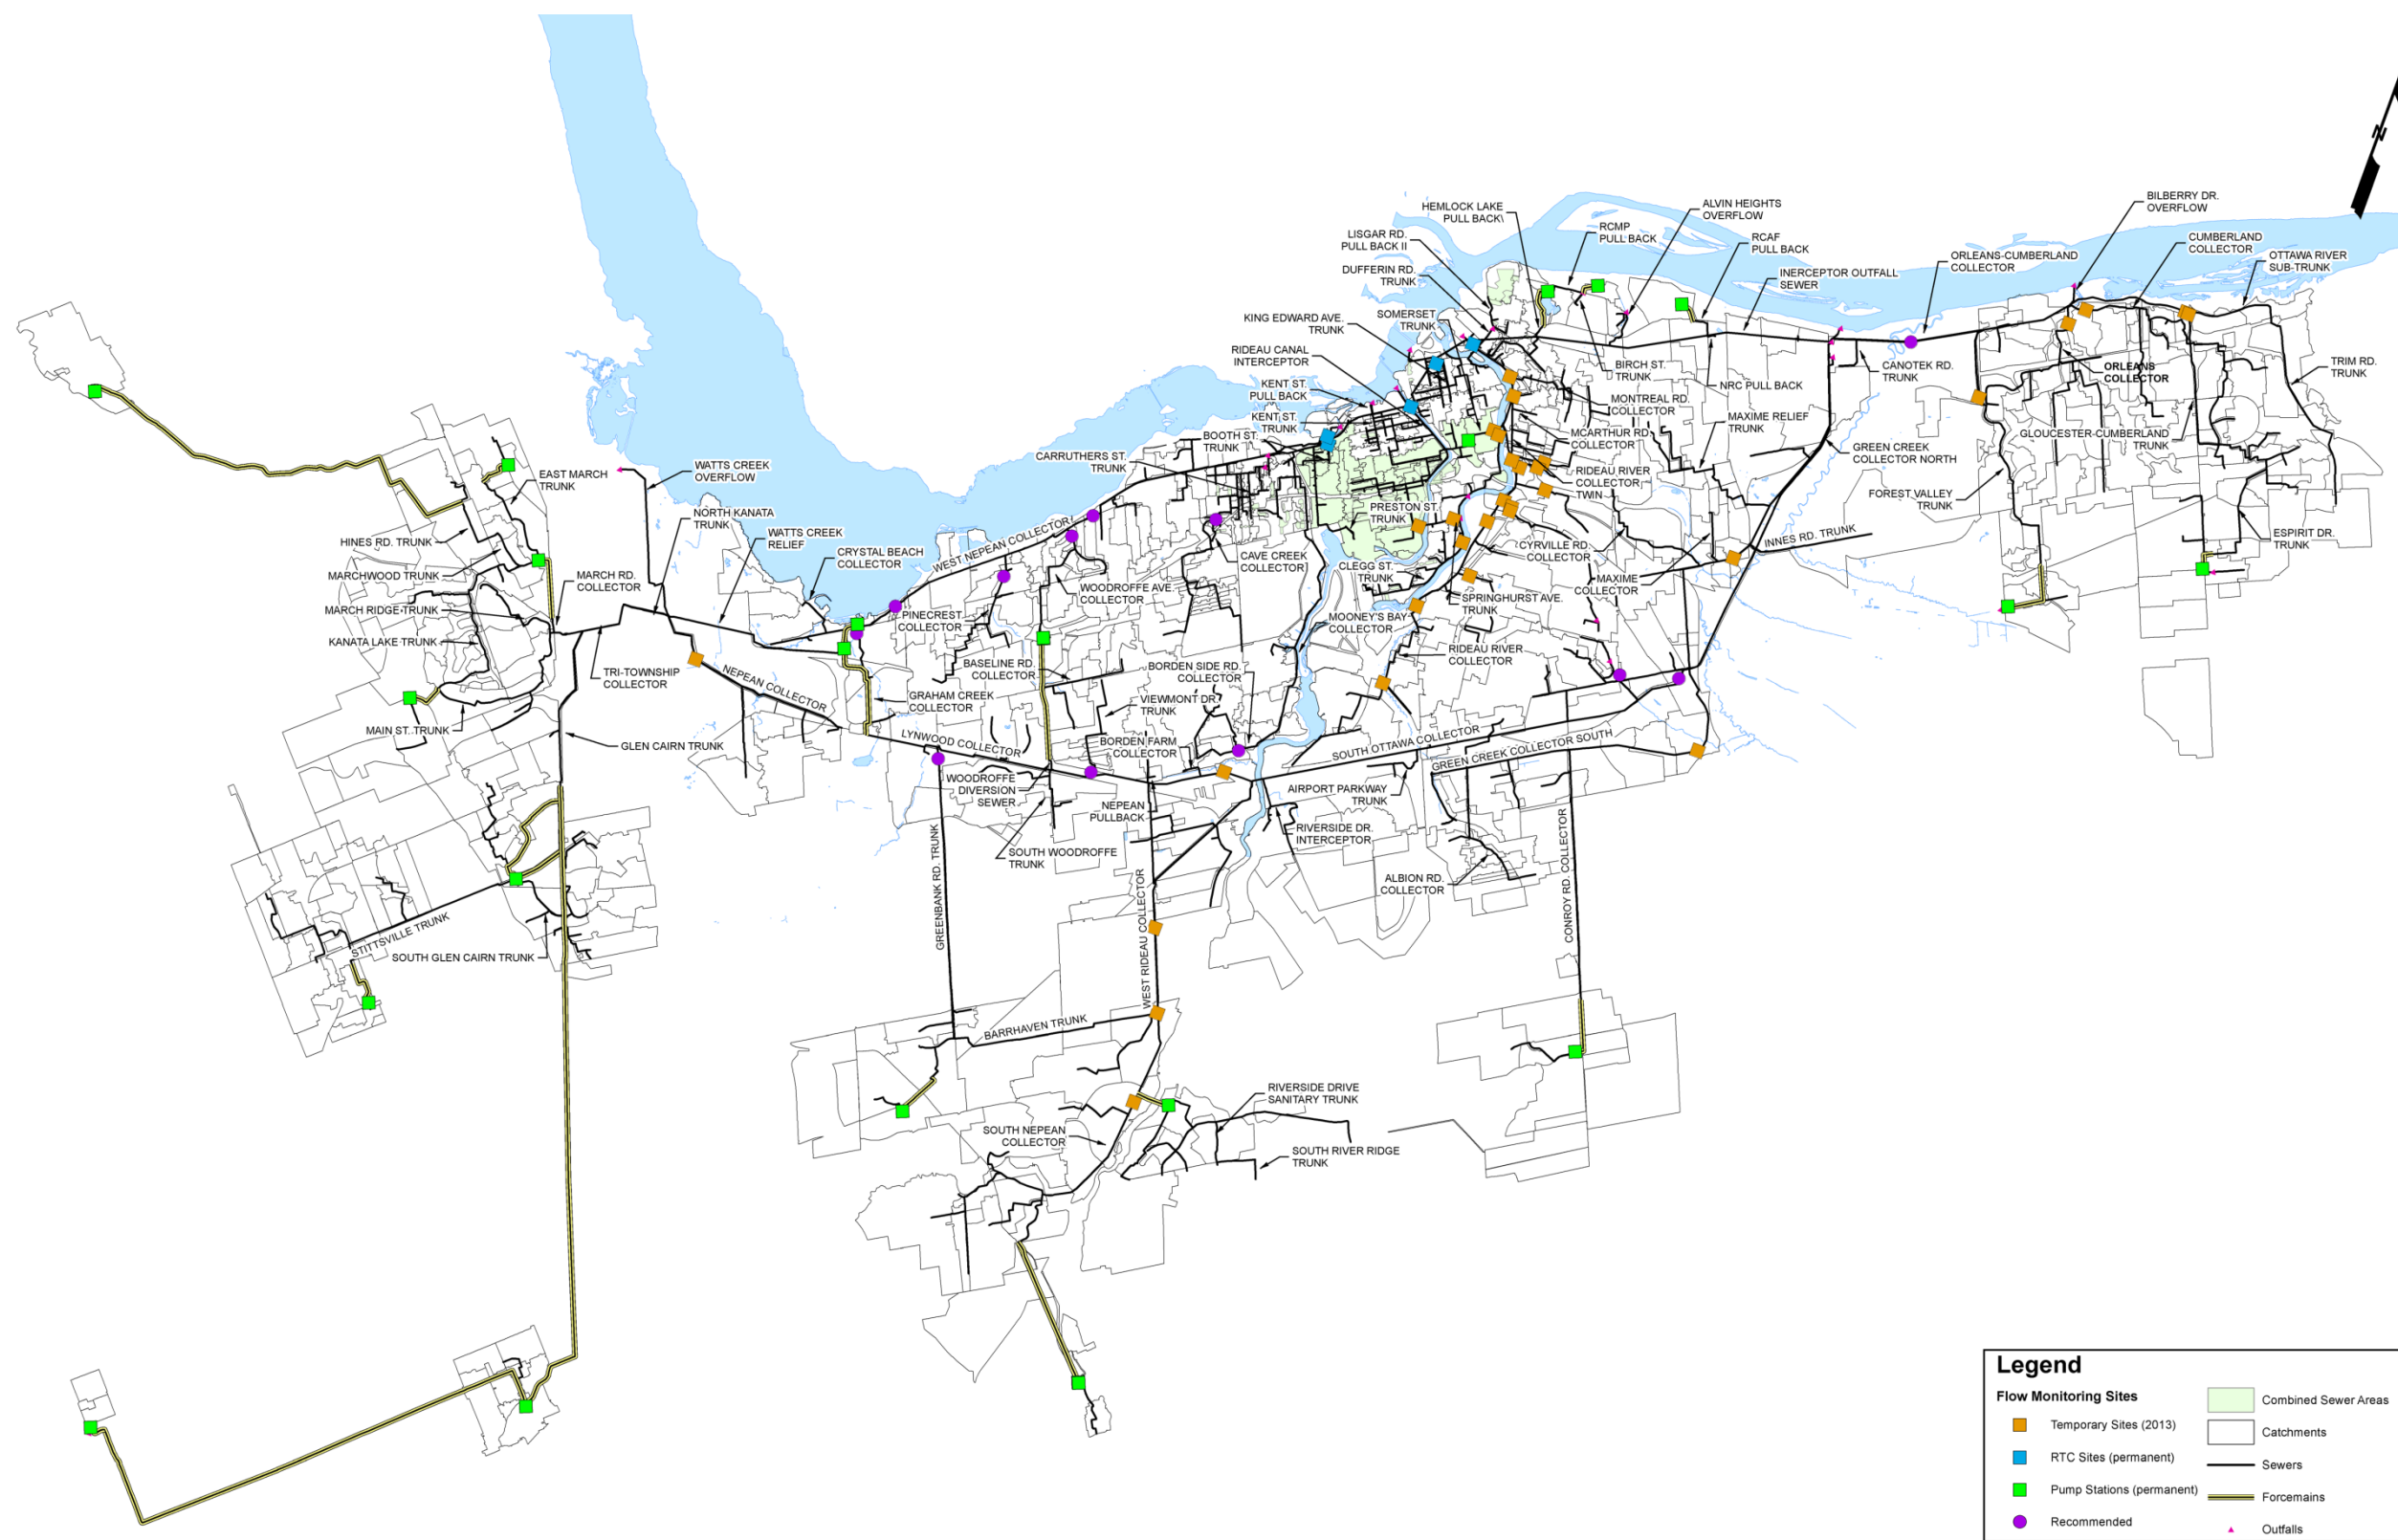 N
BILBERRY DR.
OVERFLOW
HEMLOCK LAKE
PULL BACK\
ALVIN HEIGHTS
OVERFLOW
RCMP
PULL BACK
LISGAR RD.
PULL BACK II
RCAF
PULL BACK
CUMBERLAND
COLLECTOR
ORLEANS-CUMBERLAND
COLLECTOR
OTTAWA RIVER
SUB-TRUNK
DUFFERIN RD.
TRUNK
INERCEPTOR OUTFALL
SEWER
KING EDWARD AVE.
TRUNK
SOMERSET
TRUNK
RIDEAU CANAL
INTERCEPTOR
BIRCH ST.
TRUNK
CANOTEK RD.
TRUNK
ORLEANS
COLLECTOR
TRIM RD.
TRUNK
KENT ST.
PULL BACK
NRC PULL BACK
MONTREAL RD.
COLLECTOR
KENT ST.
TRUNK
MAXIME RELIEF
TRUNK
BOOTH ST.
TRUNK
MCARTHUR RD.
COLLECTOR
GLOUCESTER-CUMBERLAND
TRUNK
GREEN CREEK
COLLECTOR NORTH
CARRUTHERS ST.
TRUNK
WATTS CREEK
OVERFLOW
EAST MARCH
TRUNK
RIDEAU RIVER
COLLECTOR
TWIN
FOREST VALLEY
TRUNK
NORTH KANATA
TRUNK
PRESTON ST.
TRUNK
WATTS CREEK
RELIEF
HINES RD. TRUNK
WEST NEPEAN COLLECTOR
INNES RD. TRUNK
ESPIRIT DR.
TRUNK
CRYSTAL BEACH
COLLECTOR
CAVE CREEK
COLLECTOR
CYRVILLE RD.
COLLECTOR
CLEGG ST.
TRUNK
MARCHWOOD TRUNK
MARCH RD.
COLLECTOR
WOODROFFE AVE.
COLLECTOR
MAXIME
COLLECTOR
SPRINGHURST AVE.
TRUNK
MARCH RIDGE TRUNK
PINECREST
COLLECTOR
MOONEY'S BAY
COLLECTOR
KANATA LAKE TRUNK
RIDEAU RIVER
COLLECTOR
TRI-TOWNSHIP
COLLECTOR
NEPEAN COLLECTOR
BASELINE RD.
COLLECTOR
BORDEN SIDE RD.
COLLECTOR
GRAHAM CREEK
COLLECTOR
VIEWMONT DR.
TRUNK
MAIN ST. TRUNK
GLEN CAIRN TRUNK
LYNWOOD COLLECTOR
BORDEN FARM
COLLECTOR
SOUTH OTTAWA COLLECTOR
GREEN CREEK COLLECTOR SOUTH
WOODROFFE
DIVERSION
SEWER
AIRPORT PARKWAY
TRUNK
NEPEAN
PULLBACK
RIVERSIDE DR.
INTERCEPTOR
SOUTH WOODROFFE
TRUNK
ALBION RD.
COLLECTOR
GREENBANK RD. TRUNK
WEST RIDEAU COLLECTOR
CONROY RD. COLLECTOR
STITTSVILLE TRUNK
SOUTH GLEN CAIRN TRUNK
BARRHAVEN TRUNK
RIVERSIDE DRIVE
SANITARY TRUNK
SOUTH NEPEAN
COLLECTOR
SOUTH RIVER RIDGE
TRUNK
Legend
Flow Monitoring Sites
Temporary Sites (2013)
RTC Sites (permanent)
Pump Stations (permanent)
Recommended
Combined Sewer Areas
Catchments
Sewers
Forcemains
Outfalls